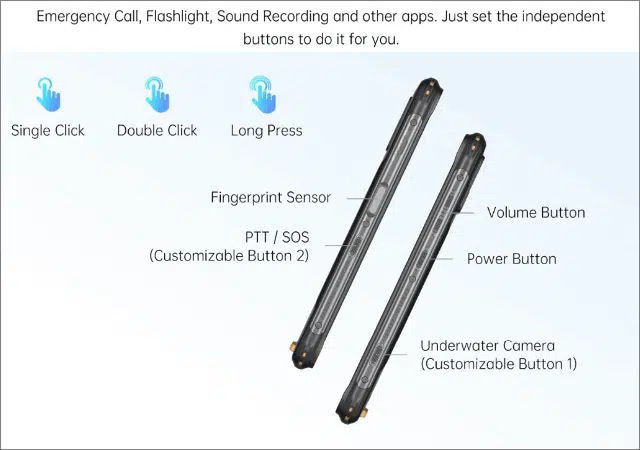 Emergency Call, Flashlight, Sound Recording and other apps. Just set the independent
buttons to do it for you.
Single Click
Double Click
Long Press
Fingerprint Sensor
PTT / SOS
(Customizable Button 2)
Volume Button
Power Button
Underwater Camera
(Customizable Button 1)